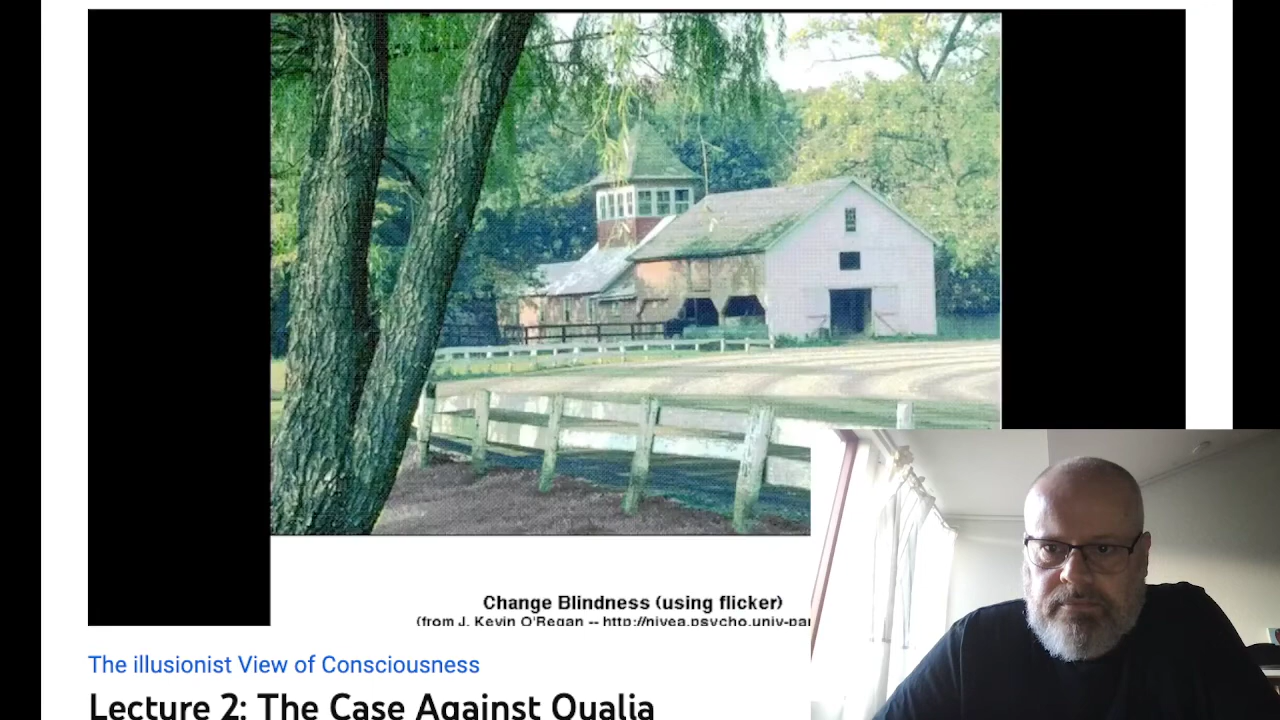 Change Blindness (using flicker)
(from J. Kevin O'Regan -- http://nivea.psycho.univ-pa
The illusionist View of Consciousness
Lecture 2: The Case Against Qualia